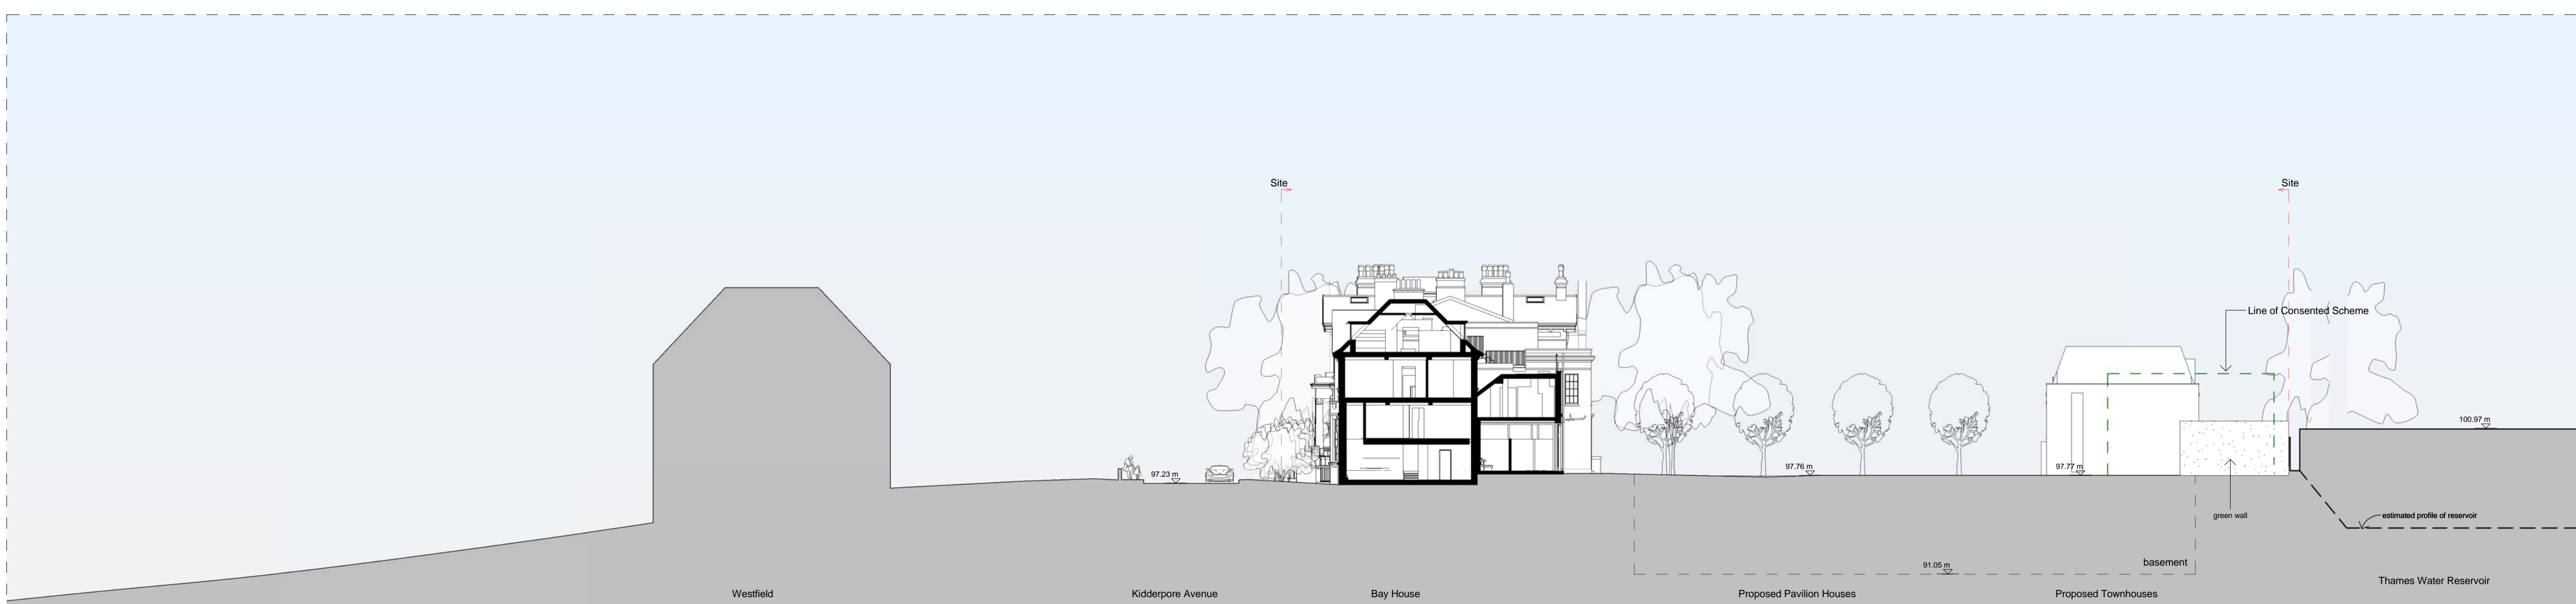 Site
Site
Line of Consented Scheme
100.97 m
97.23 m
97.76 m
97.77 m
green wall
estimated profile of reservoir
basement
91.05 m
Thames Water Reservoir
Westfield
Kidderpore Avenue
Bay House
Proposed Pavilion Houses
Proposed Townhouses